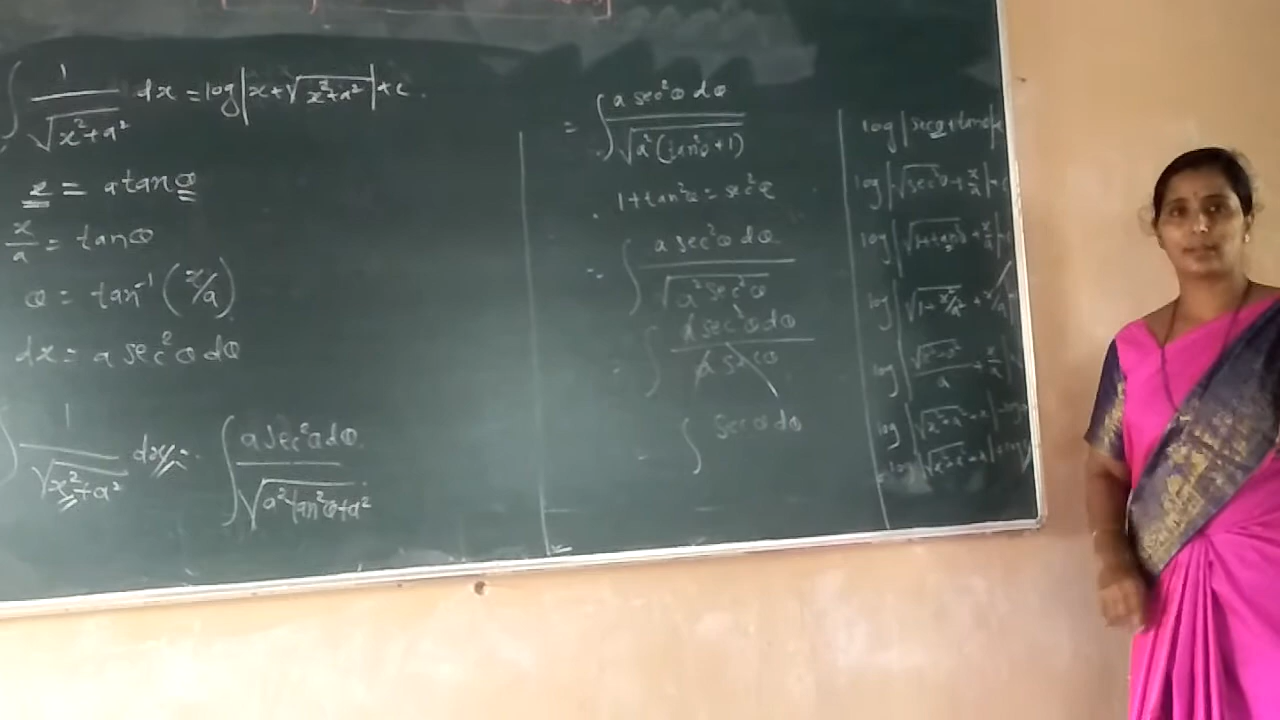 ∫ 1/√(x²+a²) dx = log|x+√(x²+a²)|+c.
x = a tanθ
x/a = tanθ
θ = tan⁻¹(x/a)
dx = a sec²θ dθ
∫ 1/√(x²+a²) dx = ∫ a sec²θ dθ/√(a² tan²θ+a²)
= ∫ a sec²θ dθ/√(a²(tan²θ+1))
1+tan²θ = sec²θ
= ∫ a sec²θ dθ/√(a² sec²θ)
∫ a sec²θ dθ/a secθ
∫ secθ dθ
log|secθ+tanθ|
log|√sec²θ+x/a|
log|√(1+tan²θ)+x/a|
log|√(1+x²/a²)+x/a|
log|√(x²+a²)/a+x/a|
log|√(x²+a²)+x|
log|√(x²+a²)+x|